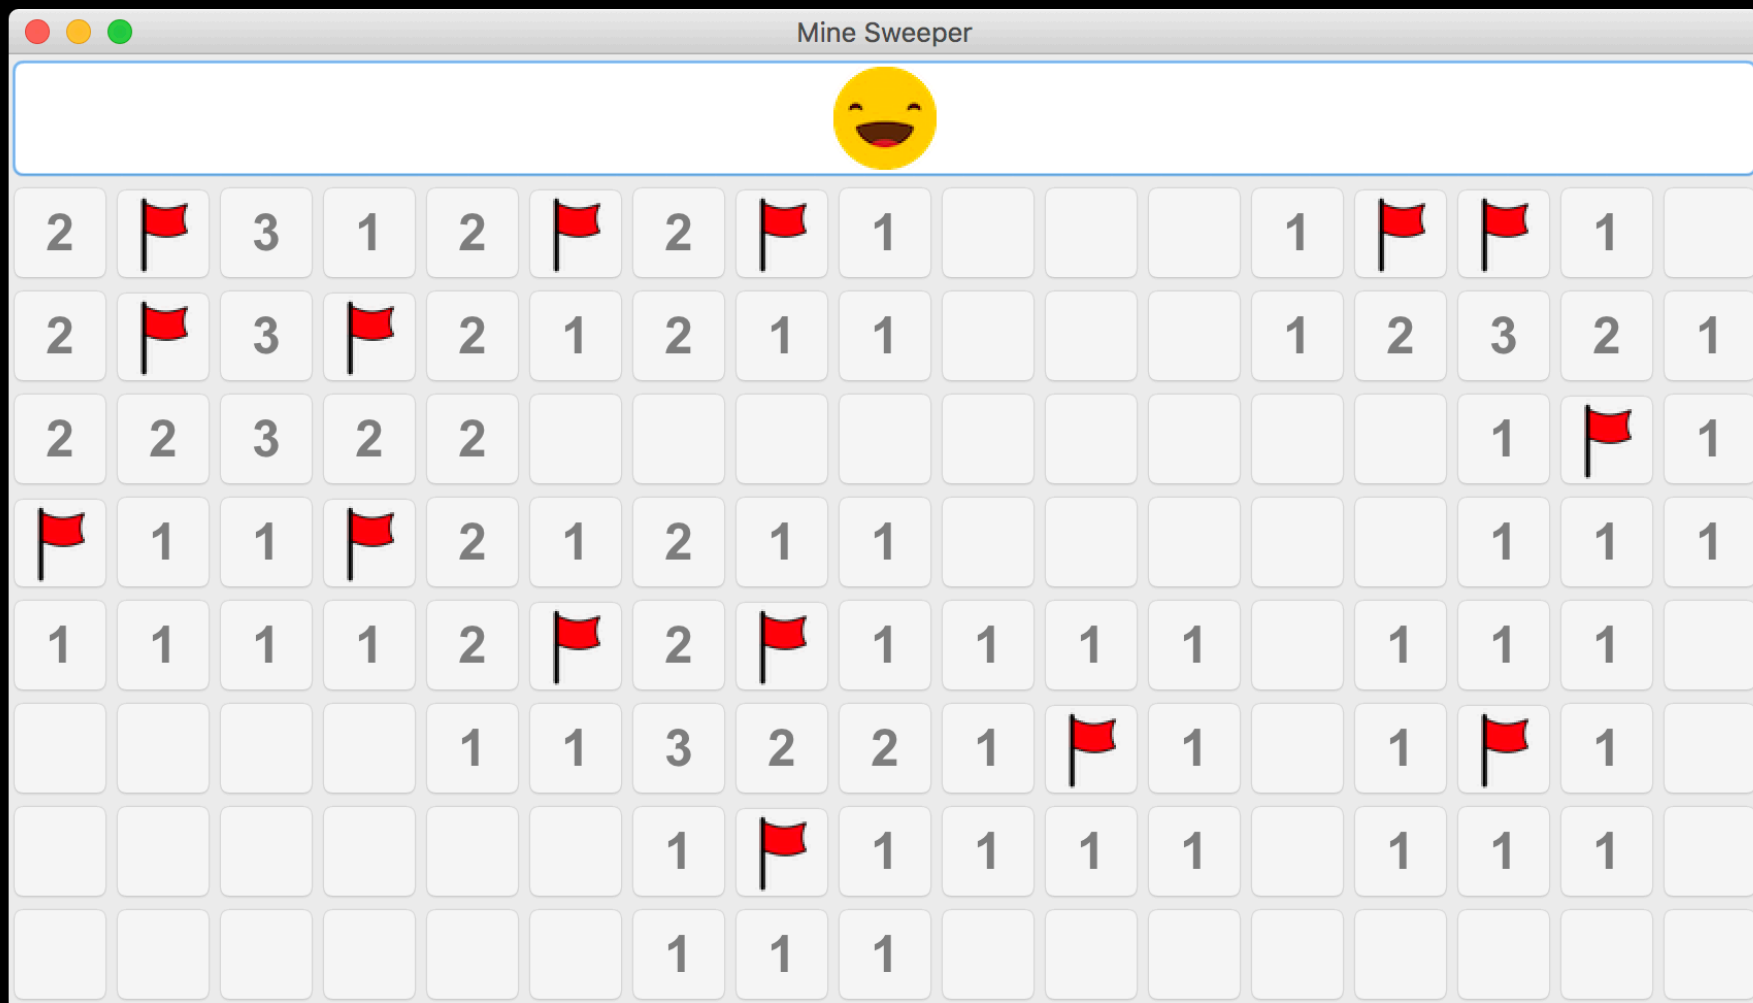 Mine Sweeper
2 3 1 2 2 1 1 1
2 3 2 1 2 1 1 1 2 3 2 1
2 2 3 2 2 1 1
1 1 2 1 2 1 1 1 1 1
1 1 1 1 2 2 1 1 1 1 1 1 1
1 1 3 2 2 1 1 1 1
1 1 1 1 1 1 1 1
1 1 1